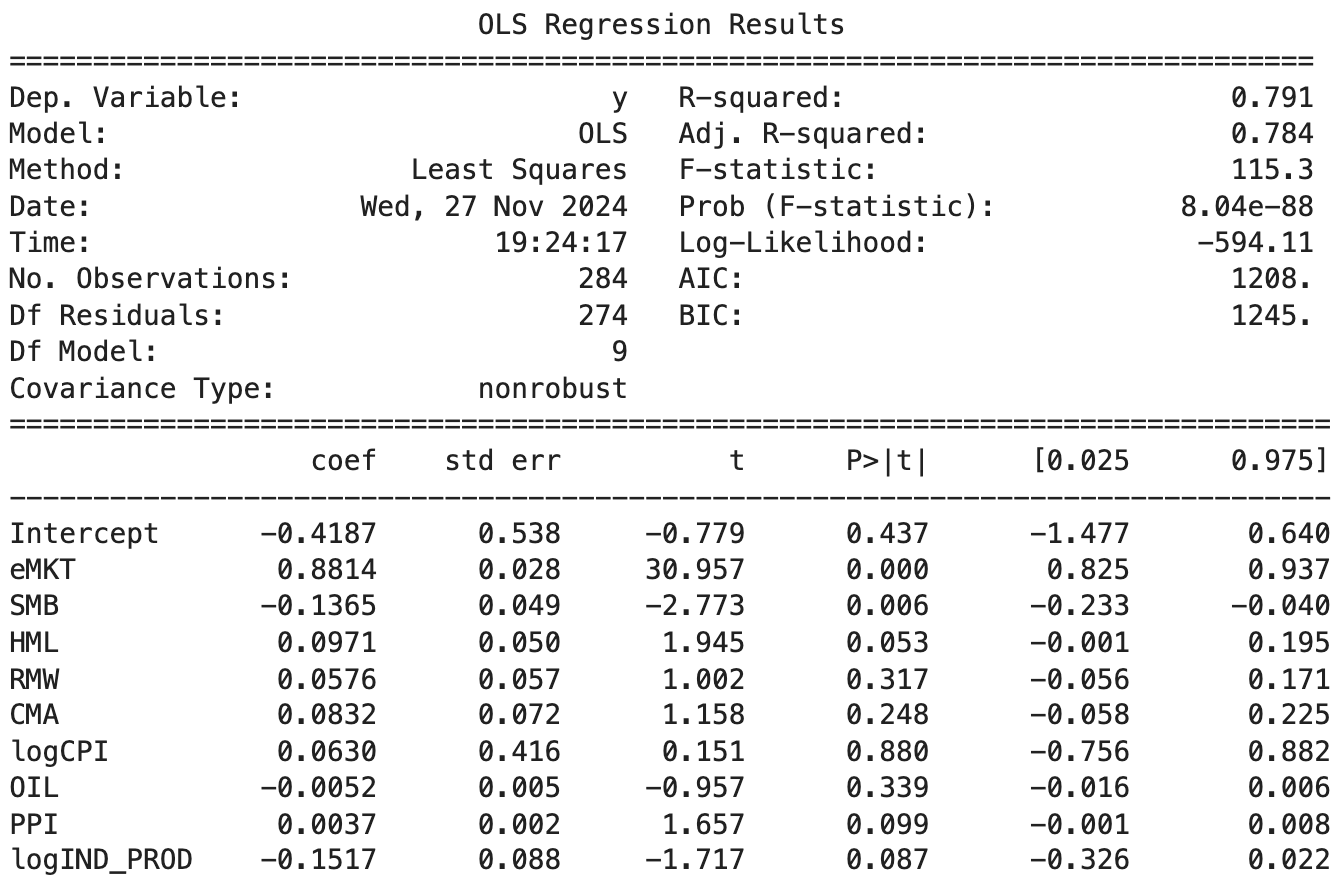 OLS Regression Results
==============================================================================
Dep. Variable: y R-squared: 0.791
Model: OLS Adj. R-squared: 0.784
Method: Least Squares F-statistic: 115.3
Date: Wed, 27 Nov 2024 Prob (F-statistic): 8.04e-88
Time: 19:24:17 Log-Likelihood: -594.11
No. Observations: 284 AIC: 1208.
Df Residuals: 274 BIC: 1245.
Df Model: 9
Covariance Type: nonrobust
===============================================================================
coef std err t P>|t| [0.025 0.975]
-------------------------------------------------------------------------------
Intercept -0.4187 0.538 -0.779 0.437 -1.477 0.640
eMKT 0.8814 0.028 30.957 0.000 0.825 0.937
SMB -0.1365 0.049 -2.773 0.006 -0.233 -0.040
HML 0.0971 0.050 1.945 0.053 -0.001 0.195
RMW 0.0576 0.057 1.002 0.317 -0.056 0.171
CMA 0.0832 0.072 1.158 0.248 -0.058 0.225
logCPI 0.0630 0.416 0.151 0.880 -0.756 0.882
OIL -0.0052 0.005 -0.957 0.339 -0.016 0.006
PPI 0.0037 0.002 1.657 0.099 -0.001 0.008
logIND_PROD -0.1517 0.088 -1.717 0.087 -0.326 0.022